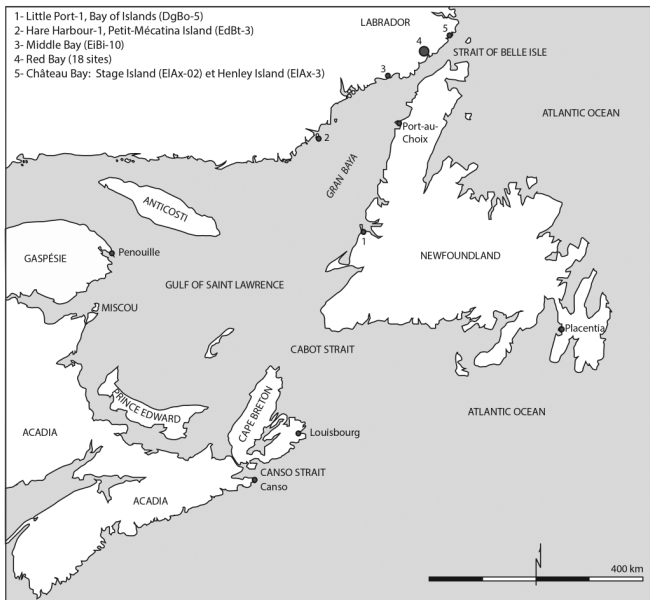 1- Little Port-1, Bay of Islands (DgBo-5)
2- Hare Harbour-1, Petit-Mécatina Island (EdBt-3)
3- Middle Bay (EiBi-10)
4- Red Bay (18 sites)
5- Château Bay: Stage Island (ElAx-02) et Henley Island (ElAx-3)
LABRADOR
5
4
STRAIT OF BELLE ISLE
3
ATLANTIC OCEAN
Port-au-
Choix
2
GRAN BAYA
ANTICOSTI
1
GASPÉSIE
Penouille
NEWFOUNDLAND
GULF OF SAINT LAWRENCE
MISCOU
Placentia
CABOT STRAIT
PRINCE EDWARD
CAPE BRETON
ATLANTIC OCEAN
ACADIA
Louisbourg
CANSO STRAIT
Canso
ACADIA
N
400 km